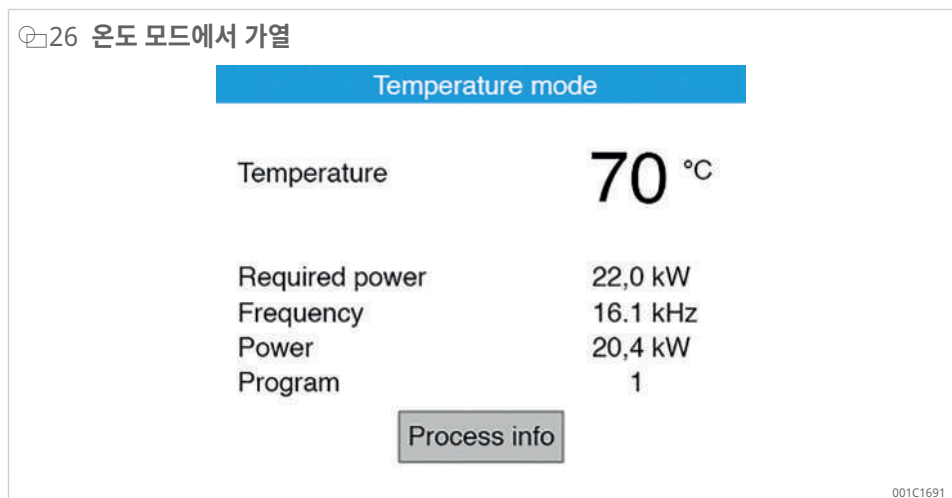 26 온도 모드에서 가열
Temperature mode
Temperature 70 °C
Required power 22,0 kW
Frequency 16.1 kHz
Power 20,4 kW
Program 1
Process info
001C1691